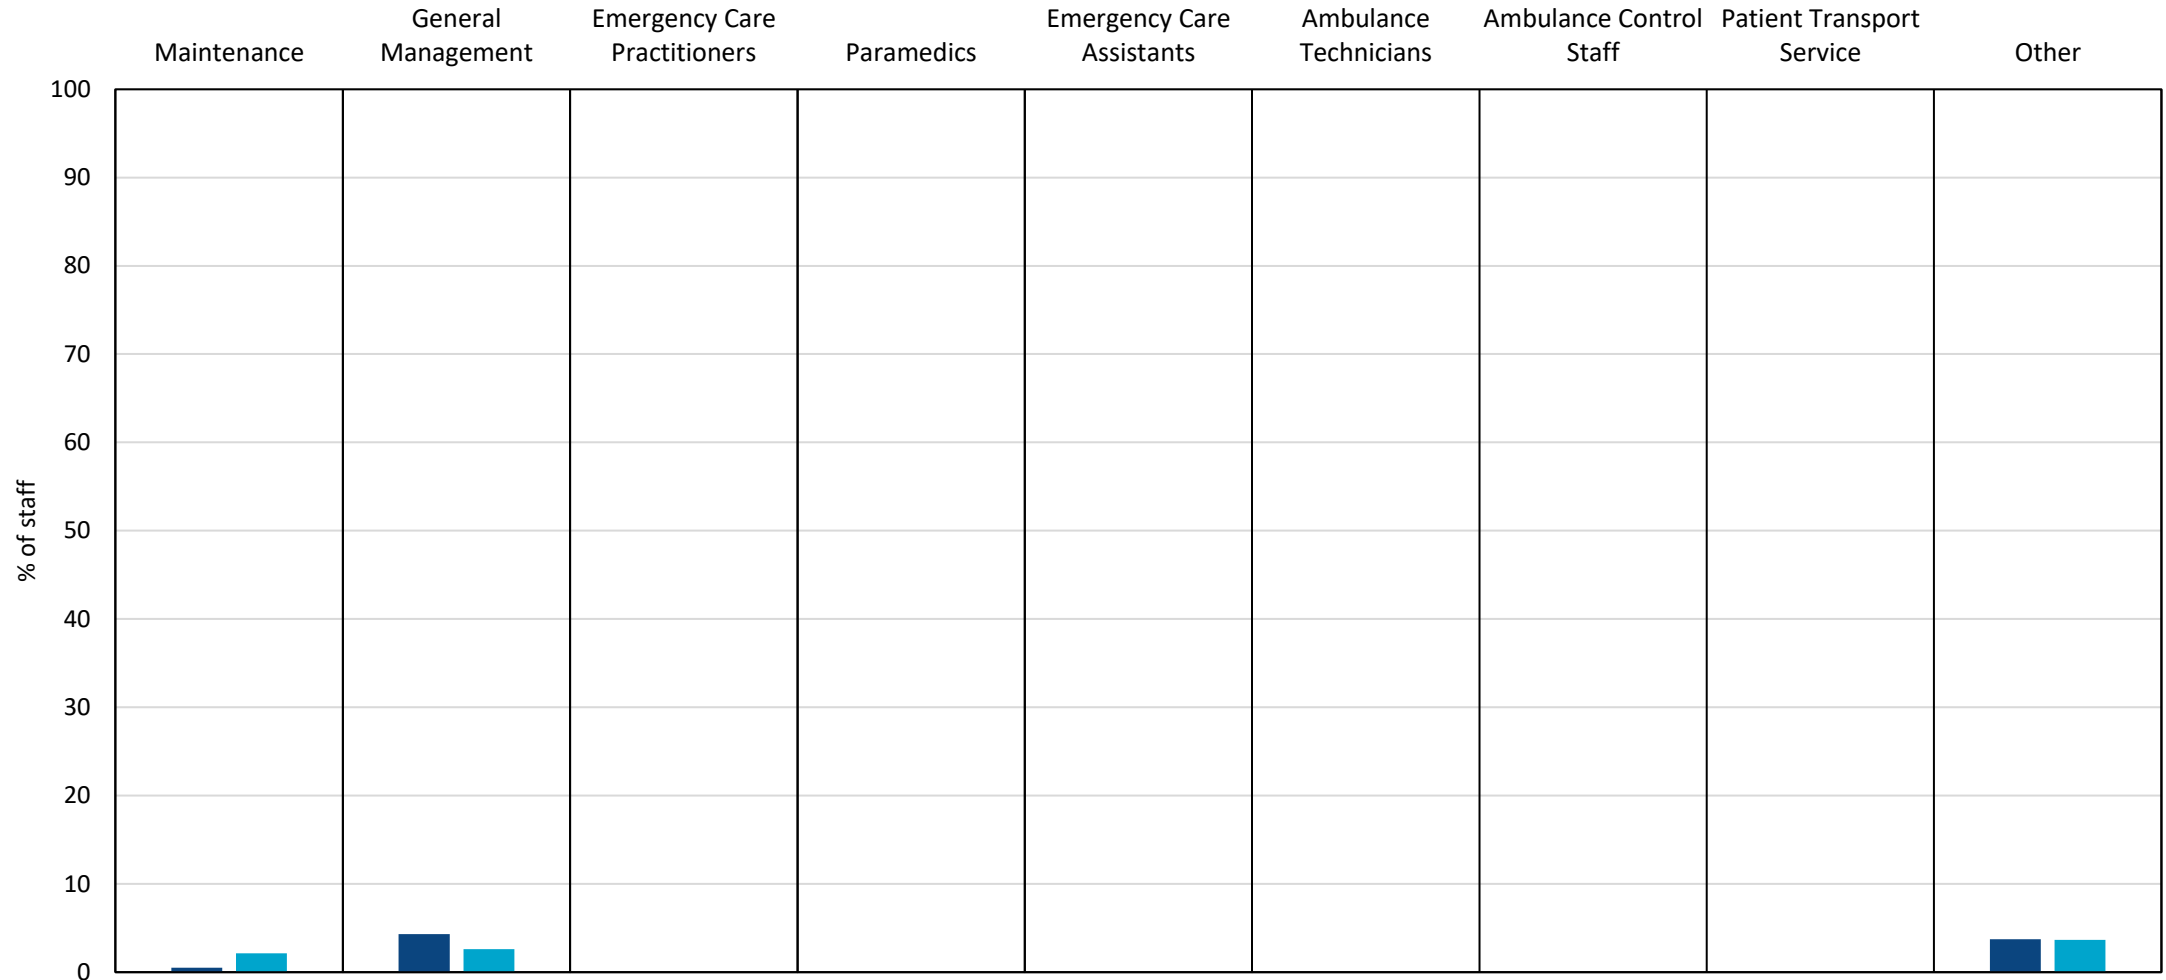 Maintenance
General
Management
Emergency Care
Practitioners
Paramedics
Emergency Care
Assistants
Ambulance
Technicians
Ambulance Control
Staff
Patient Transport
Service
Other
% of staff
100
90
80
70
60
50
40
30
20
10
0